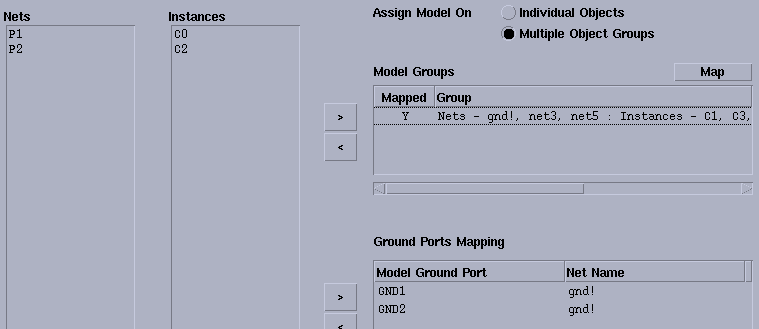 Nets Instances Assign Model On Individual Objects
P1 C0 Multiple Object Groups
P2 C2
Model Groups Map
Mapped Group
> Y Nets - gnd!, net3, net5 : Instances - C1, C3,
<
Ground Ports Mapping
Model Ground Port Net Name
> GND1 gnd!
GND2 gnd!
<